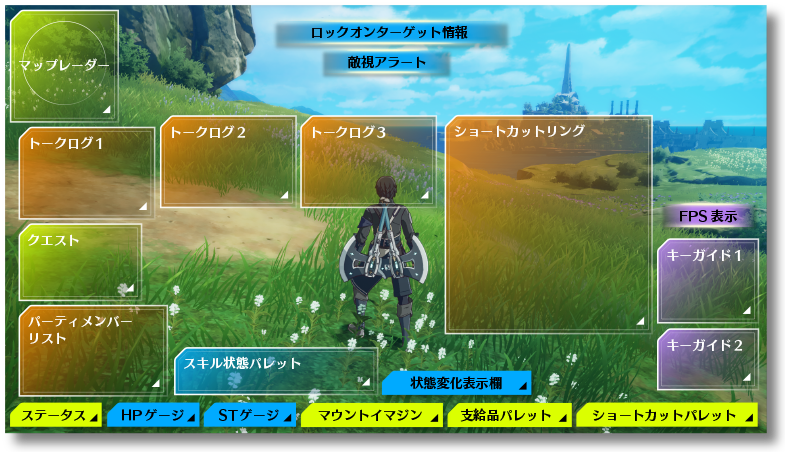 ロックオンターゲット情報
敵視アラート
マップレーダー
トークログ1
トークログ2
トークログ3
ショートカットリング
FPS 表示
クエスト
キーガイド1
パーティメンバー
リスト
キーガイド2
スキル状態パレット
状態変化表示欄
ステータス
HPゲージ
STゲージ
マウントイマジン
支給品パレット
ショートカットパレット